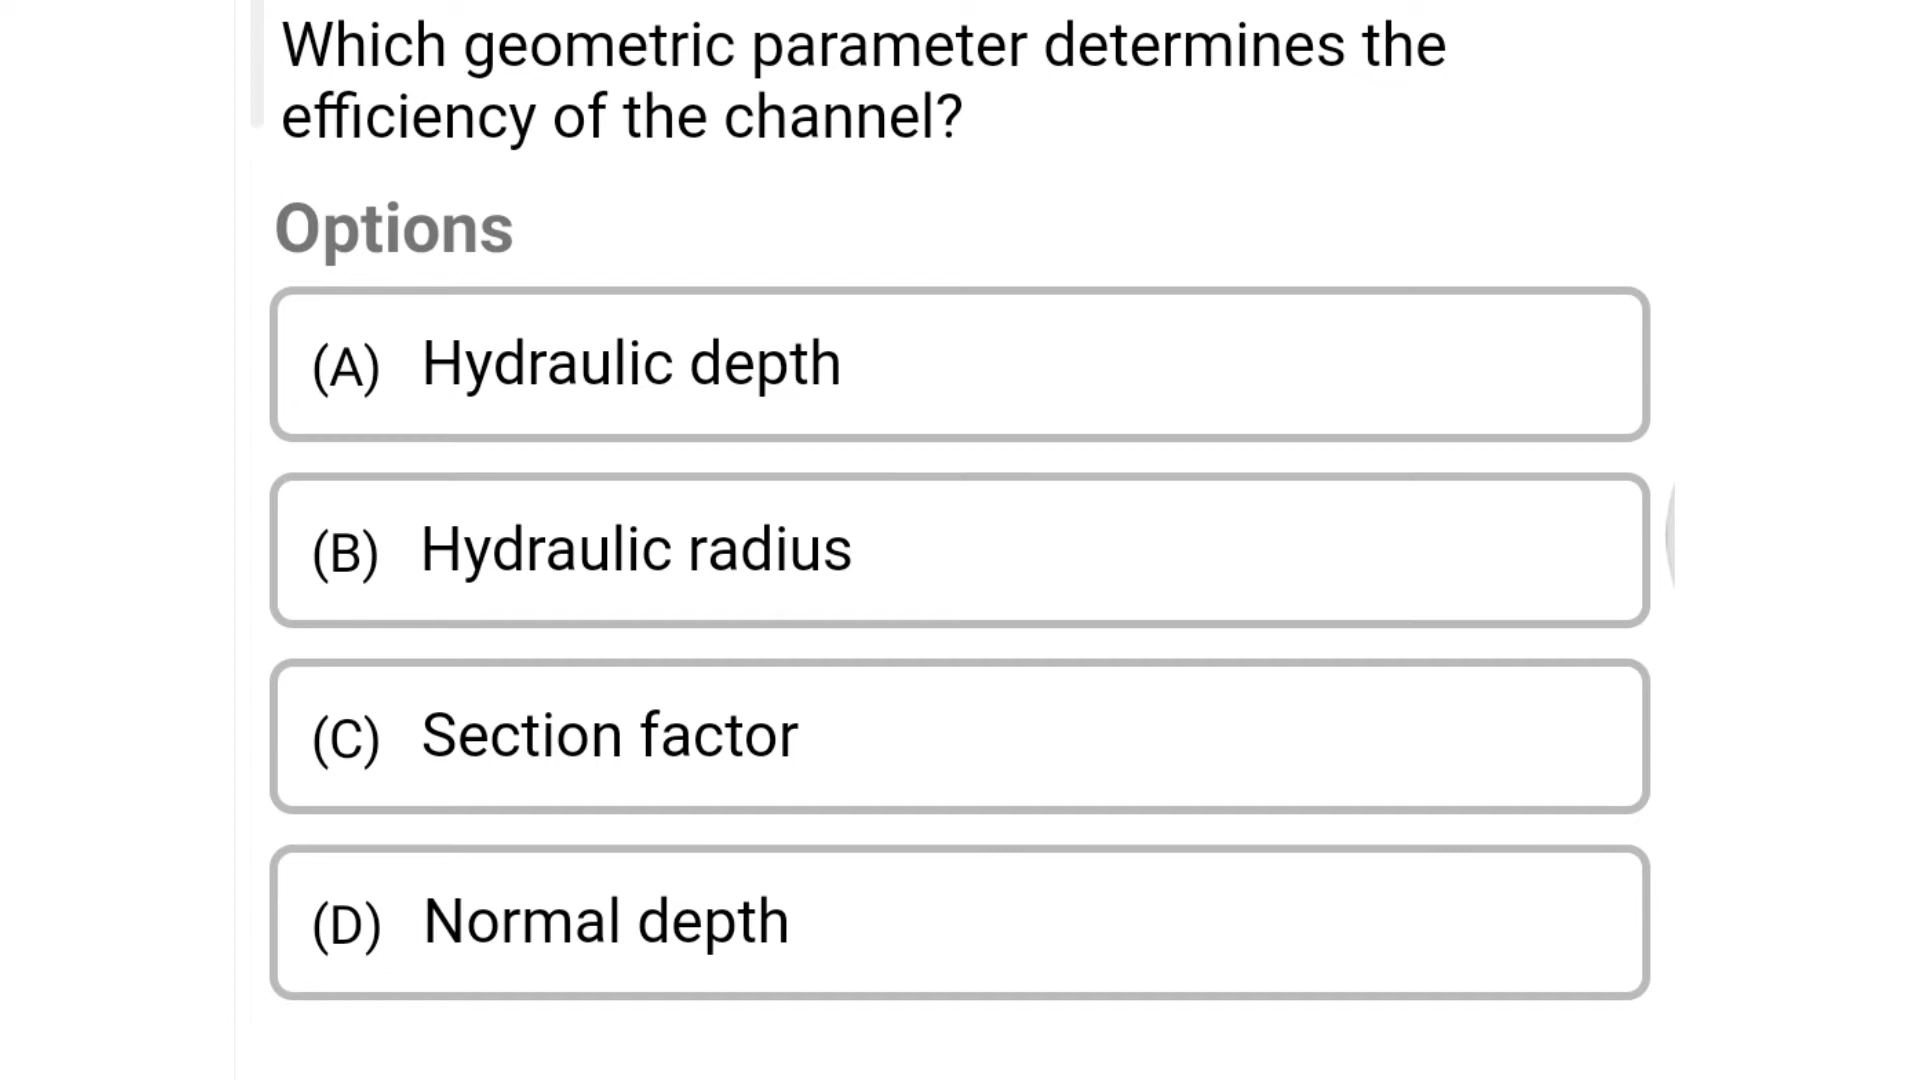 Which geometric parameter determines the
efficiency of the channel?
Options
(A) Hydraulic depth
(B) Hydraulic radius
(C) Section factor
(D) Normal depth